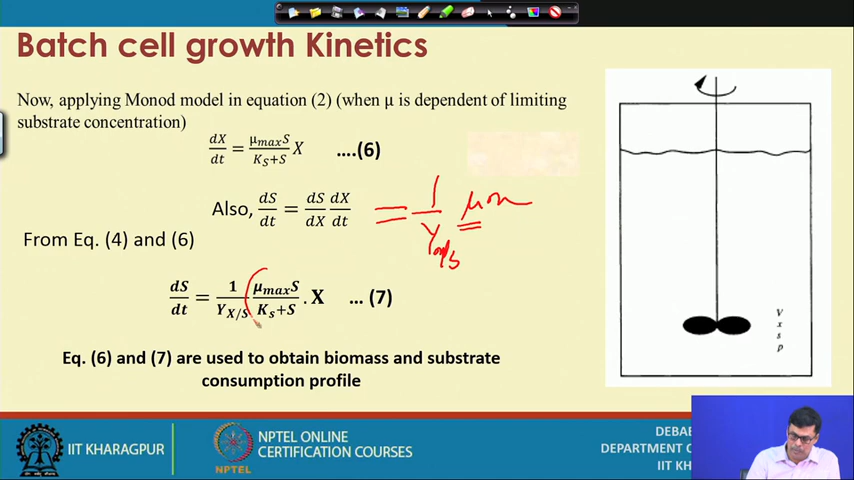 Batch cell growth Kinetics
Now, applying Monod model in equation (2) (when μ is dependent of limiting
substrate concentration)
dX/dt = μmaxS/(KS+S) X ….(6)
Also, dS/dt = dS/dX dX/dt = 1/Yx/s μx
From Eq. (4) and (6)
dS/dt = 1/YX/S μmaxS/(Ks+S) . X … (7)
Eq. (6) and (7) are used to obtain biomass and substrate
consumption profile
V
x
s
p
IIT KHARAGPUR
NPTEL
NPTEL ONLINE
CERTIFICATION COURSES
DEBAB
DEPARTMENT O
IIT KHA